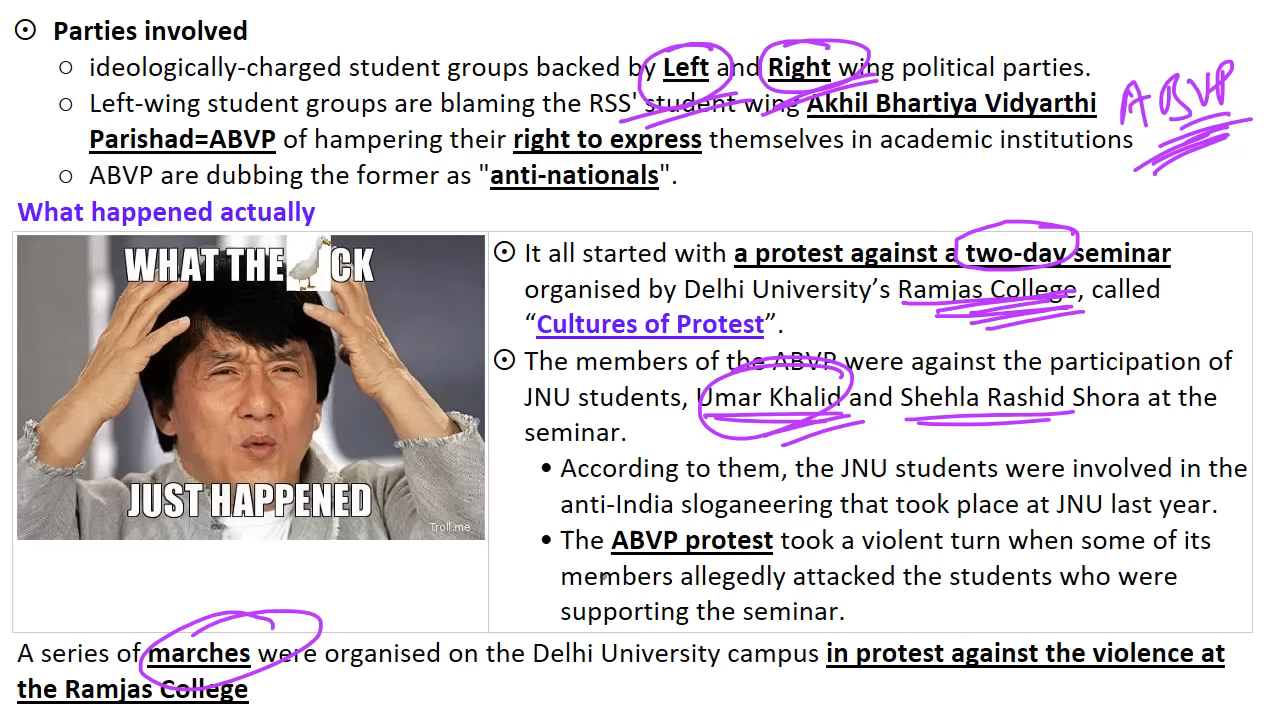 Parties involved
ideologically-charged student groups backed by Left and Right wing political parties.
Left-wing student groups are blaming the RSS' student wing Akhil Bhartiya Vidyarthi
ABVP
Parishad=ABVP of hampering their right to express themselves in academic institutions
ABVP are dubbing the former as "anti-nationals".
What happened actually
WHAT THE CK
JUST HAPPENED
Troll.me
It all started with a protest against a two-day seminar
organised by Delhi University’s Ramjas College, called
“Cultures of Protest”.
The members of the ABVP were against the participation of
JNU students, Umar Khalid and Shehla Rashid Shora at the
seminar.
• According to them, the JNU students were involved in the
anti-India sloganeering that took place at JNU last year.
• The ABVP protest took a violent turn when some of its
members allegedly attacked the students who were
supporting the seminar.
A series of marches were organised on the Delhi University campus in protest against the violence at
the Ramjas College